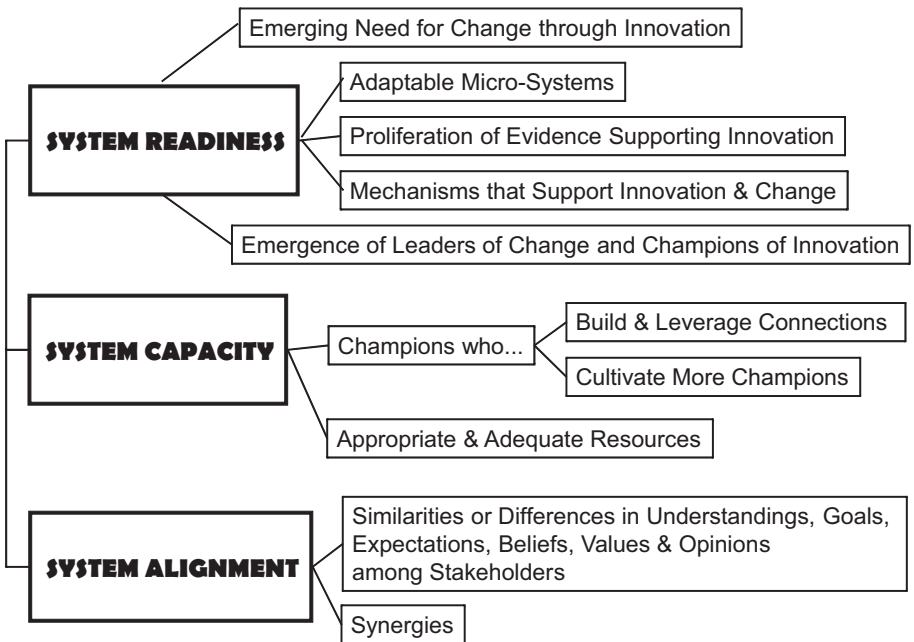 Emerging Need for Change through Innovation
Adaptable Micro-Systems
SYSTEM READINESS
Proliferation of Evidence Supporting Innovation
Mechanisms that Support Innovation & Change
Emergence of Leaders of Change and Champions of Innovation
SYSTEM CAPACITY
Champions who...
Build & Leverage Connections
Cultivate More Champions
Appropriate & Adequate Resources
SYSTEM ALIGNMENT
Similarities or Differences in Understandings, Goals,
Expectations, Beliefs, Values & Opinions
among Stakeholders
Synergies